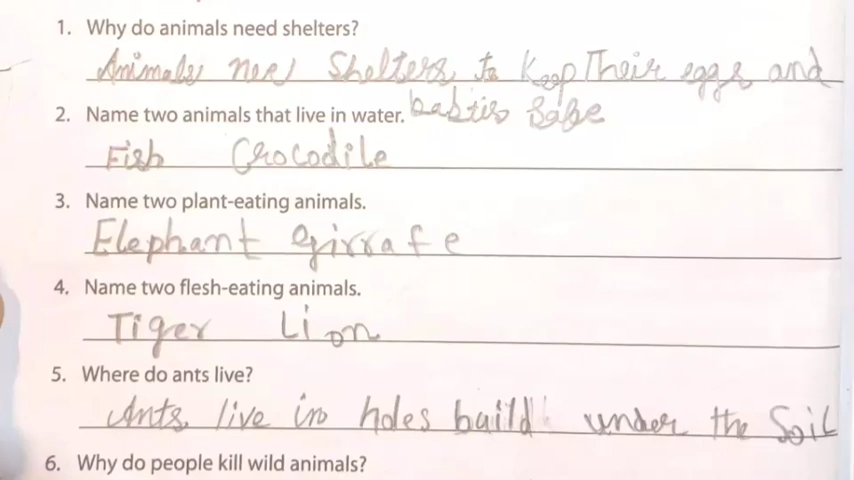 1. Why do animals need shelters?
Animals need Shelters to Keep Their eggs and
babties Safe
2. Name two animals that live in water.
Fish Crocodile
3. Name two plant-eating animals.
Elephant girrafe
4. Name two flesh-eating animals.
Tiger Lion
5. Where do ants live?
Ants live in holes build under the Soil
6. Why do people kill wild animals?